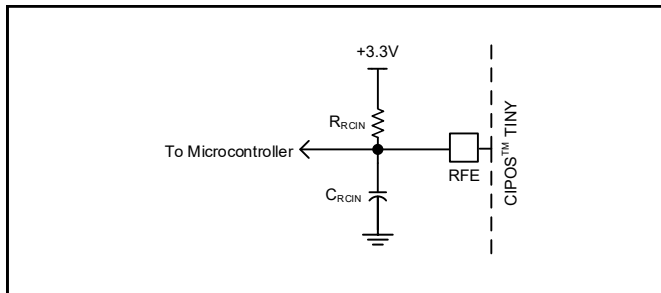 +3.3V
R_RCIN
To Microcontroller
RFE
C_RCIN
CIPOS™ TINY